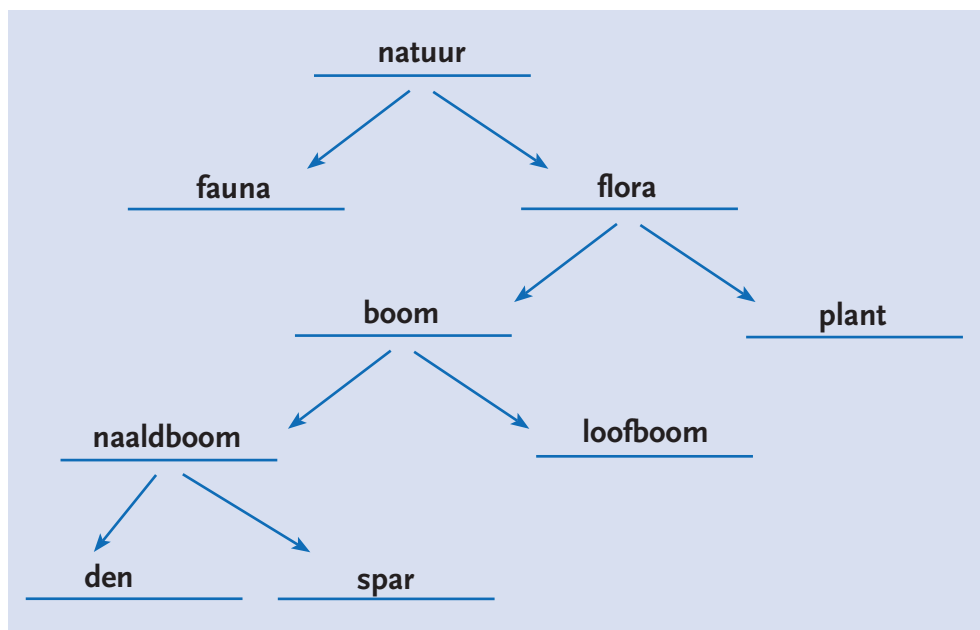 natuur
fauna
flora
boom
plant
naaldboom
loofboom
den
spar